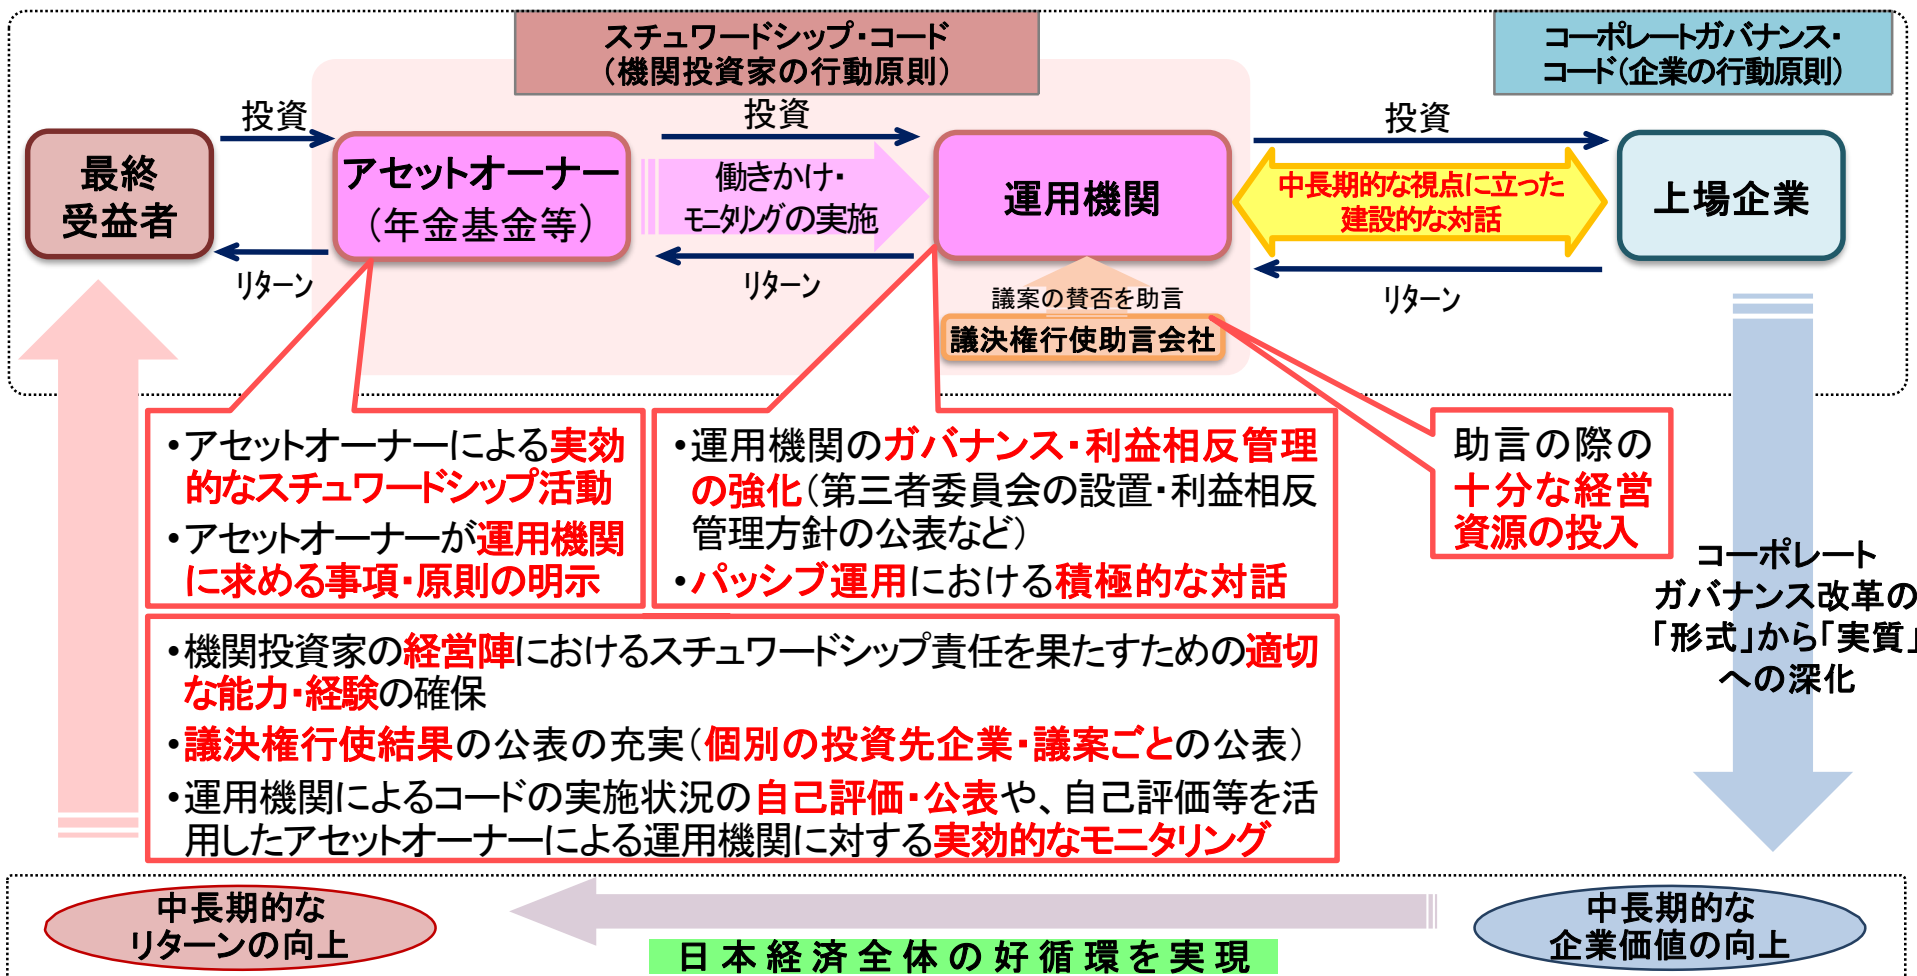 スチュワードシップ・コード
（機関投資家の行動原則）
コーポレートガバナンス・
コード（企業の行動原則）
投資
投資
投資
最終
受益者
アセットオーナー
（年金基金等）
働きかけ・
モニタリングの実施
運用機関
中長期的な視点に立った
建設的な対話
上場企業
リターン
リターン
リターン
議案の賛否を助言
議決権行使助言会社
・アセットオーナーによる実効
的なスチュワードシップ活動
・アセットオーナーが運用機関
に求める事項・原則の明示
・運用機関のガバナンス・利益相反管理
の強化（第三者委員会の設置・利益相反
管理方針の公表など）
・パッシブ運用における積極的な対話
助言の際の
十分な経営
資源の投入
コーポレート
ガバナンス改革の
「形式」から「実質」
への深化
・機関投資家の経営陣におけるスチュワードシップ責任を果たすための適切
な能力・経験の確保
・議決権行使結果の公表の充実（個別の投資先企業・議案ごとの公表）
・運用機関によるコードの実施状況の自己評価・公表や、自己評価等を活
用したアセットオーナーによる運用機関に対する実効的なモニタリング
中長期的な
リターンの向上
中長期的な
企業価値の向上
日本経済全体の好循環を実現